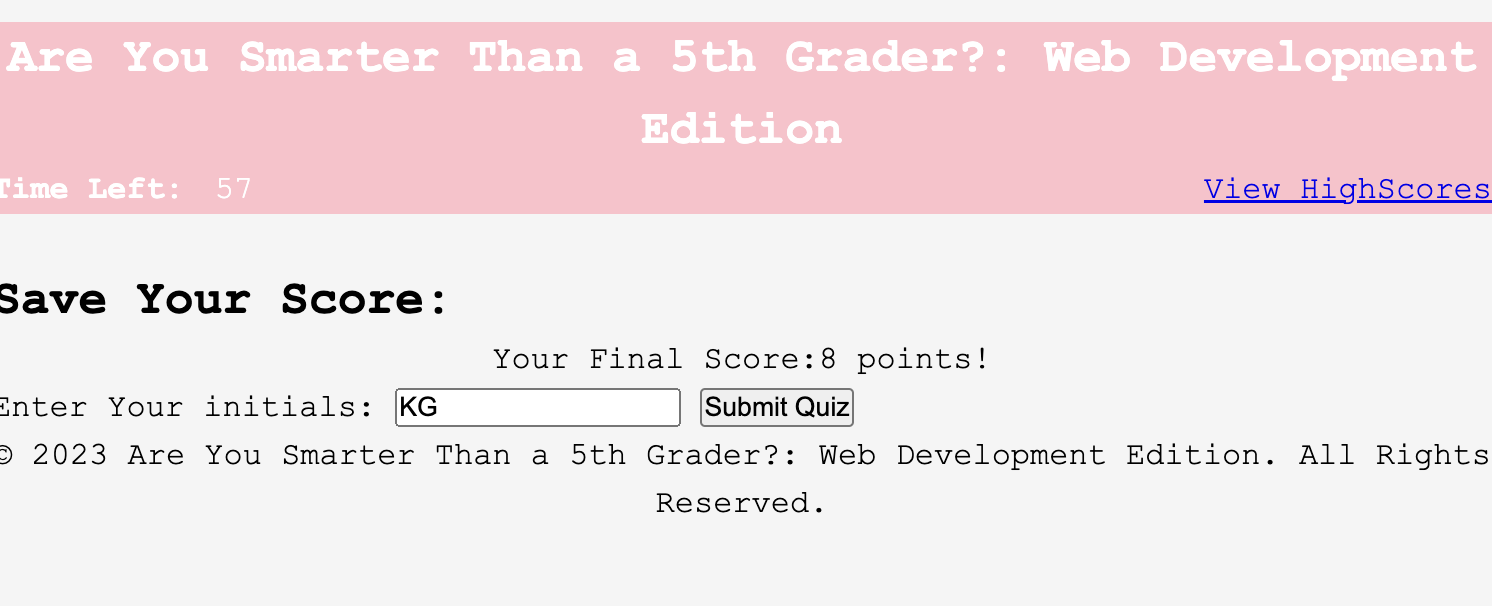 Are You Smarter Than a 5th Grader?: Web Development
Edition
Time Left: 57 View HighScores
Save Your Score:
Your Final Score:8 points!
Enter Your initials: KG Submit Quiz
© 2023 Are You Smarter Than a 5th Grader?: Web Development Edition. All Rights
Reserved.